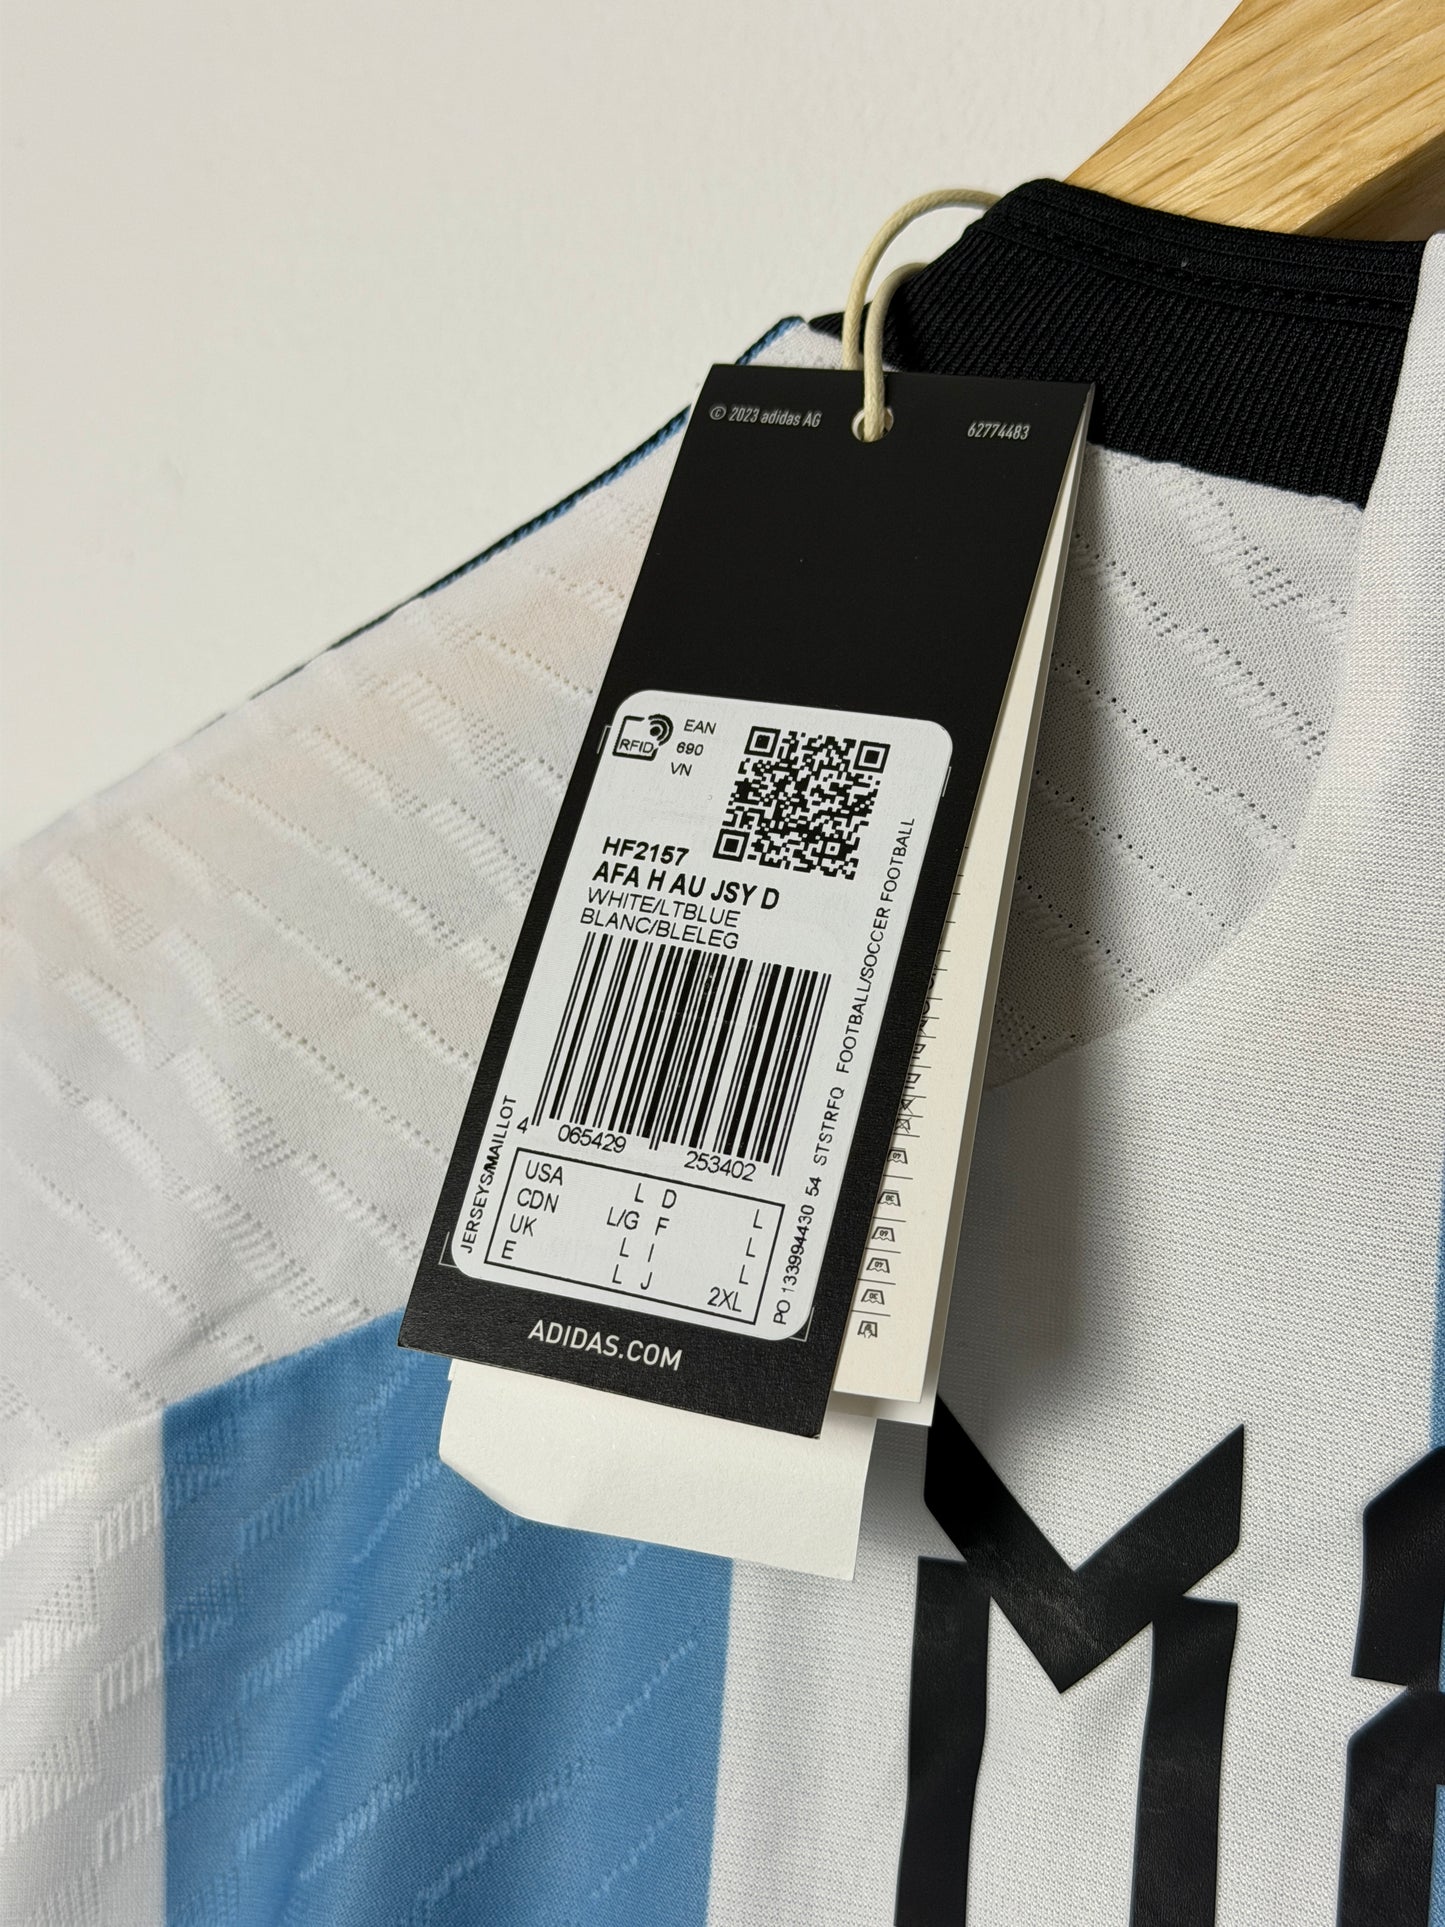 © 2023 adidas AG
62774483
RFID
EAN
690
VN
HF2157
AFA H AU JSY D
WHITE/LTBLUE
BLANC/BLELEG
4 065429 253402
JERSEYS/MAILLOT
PO 133994430 54 STSTRFQ FOOTBALL/SOCCER FOOTBALL
USA L D L
CDN L/G F L
UK L I L
E L J 2XL
ADIDAS.COM
M